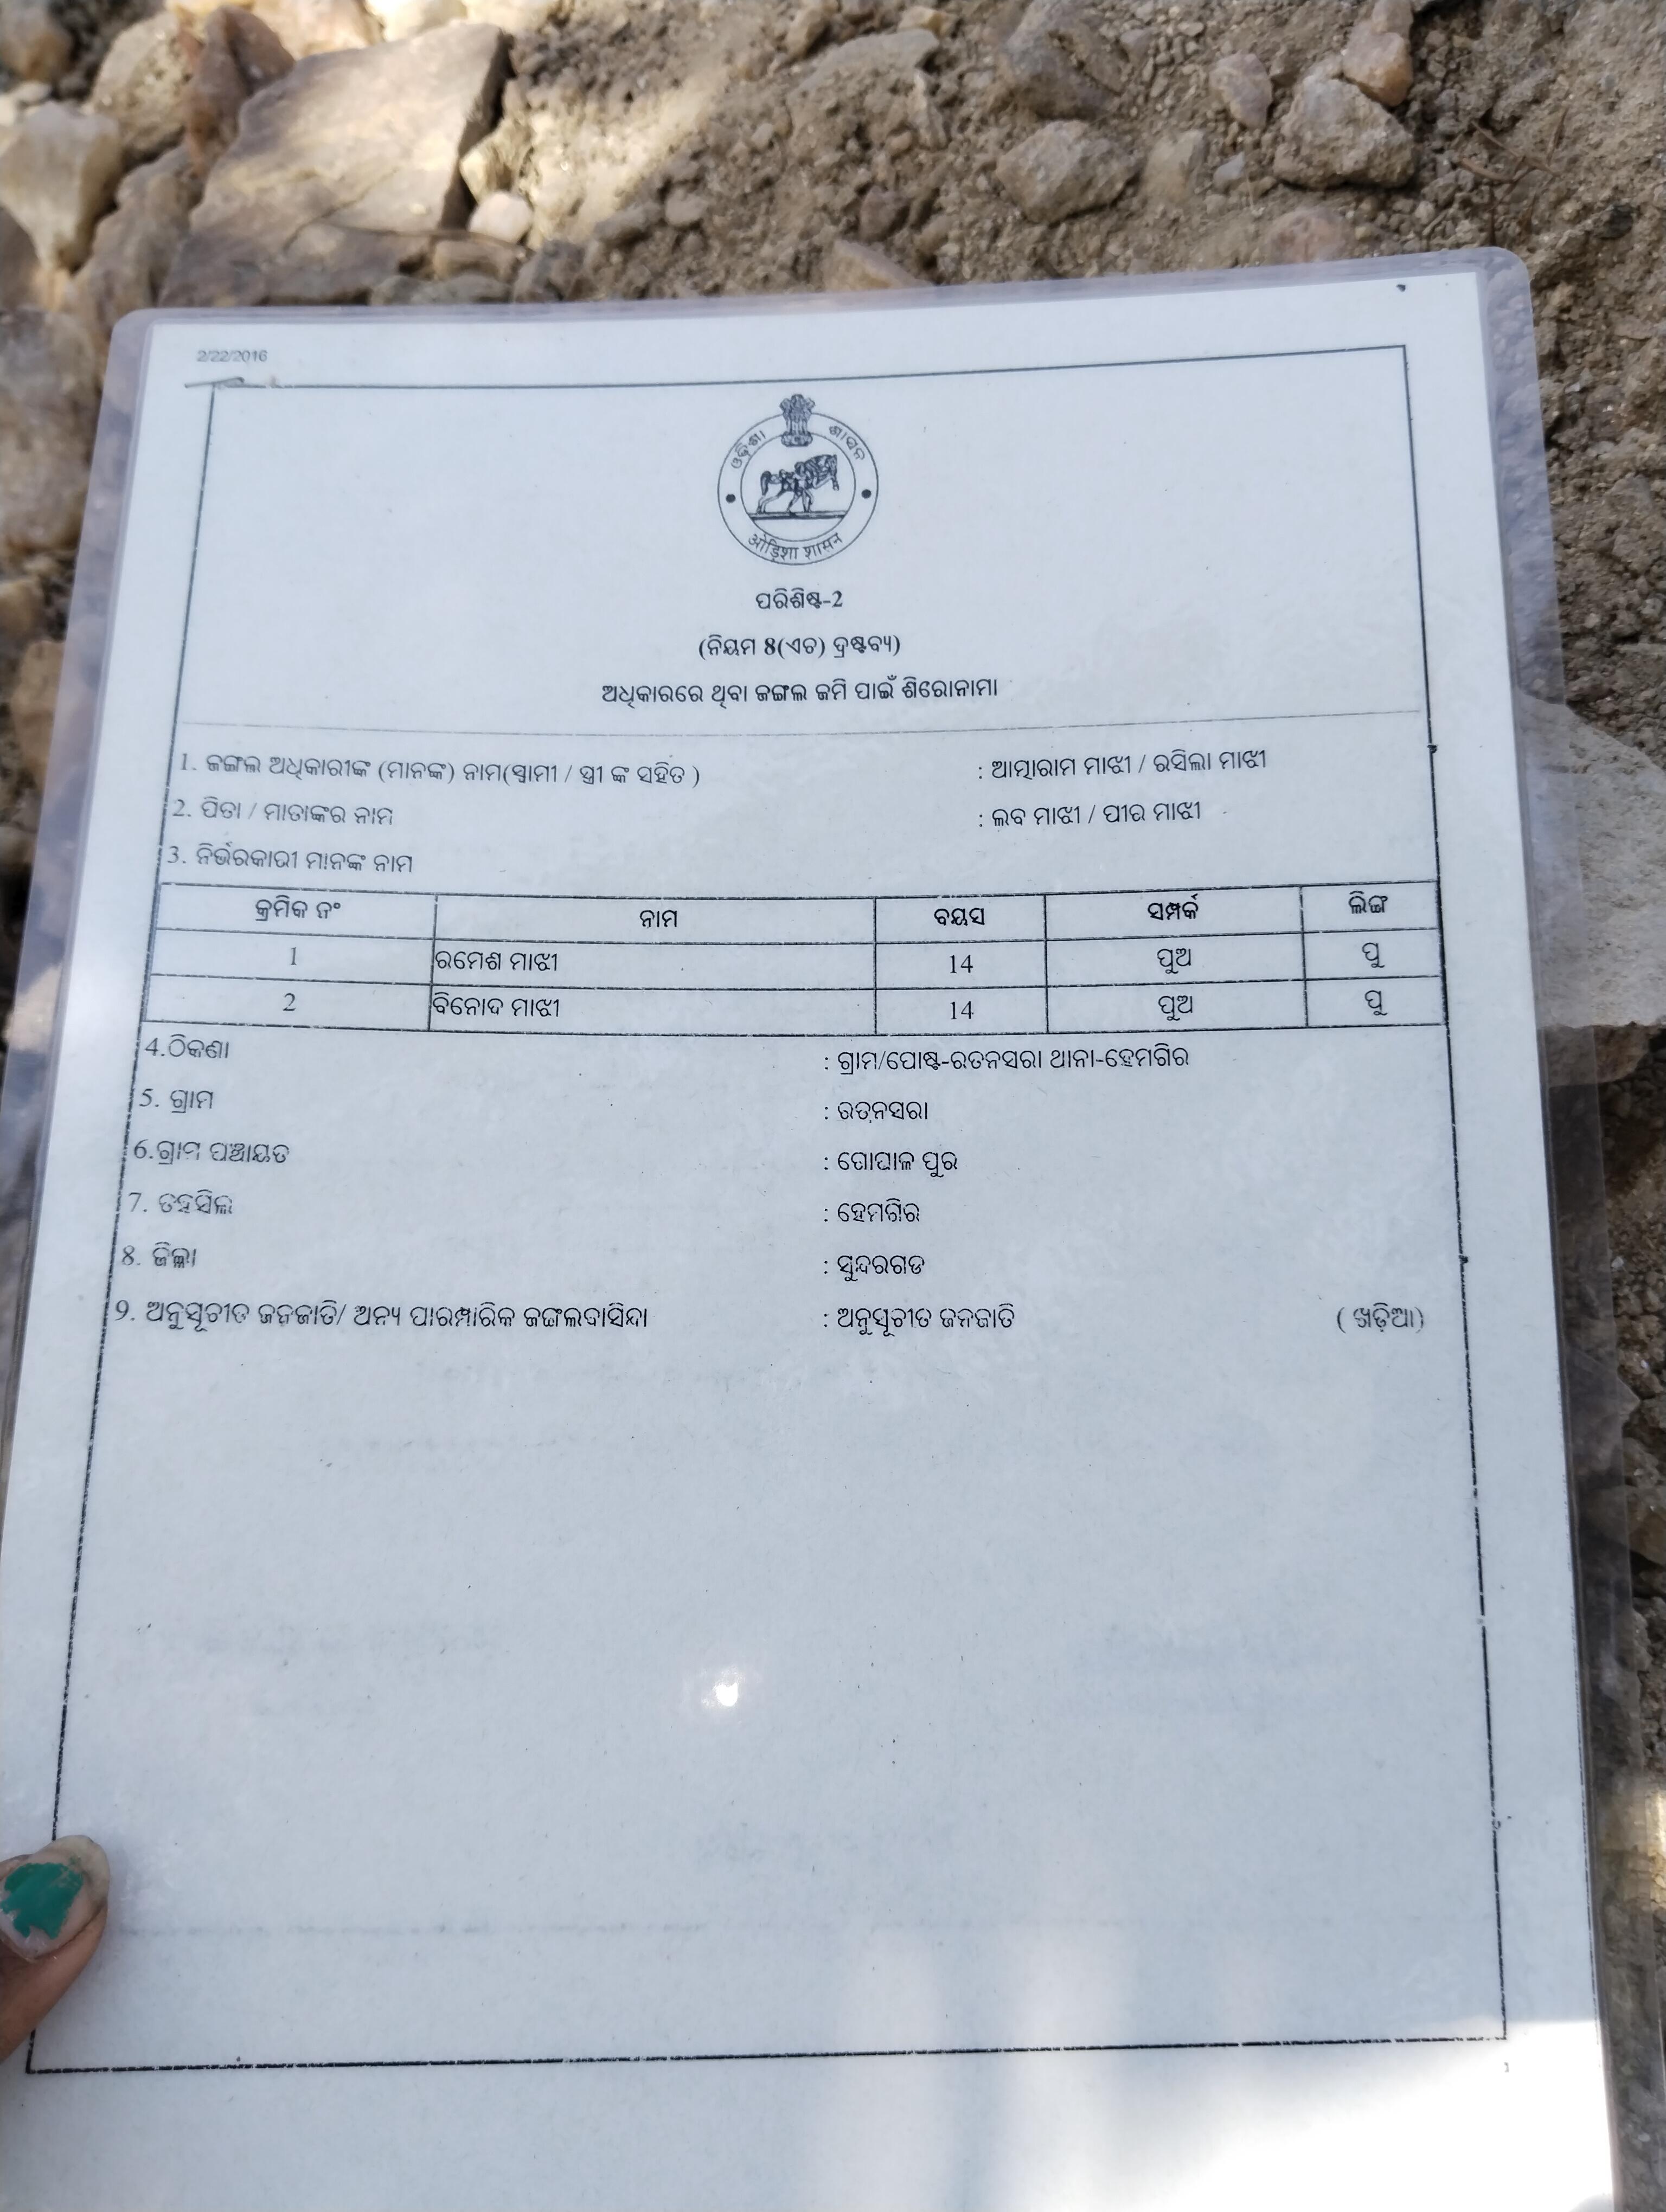 2/22/2016
ଓଡ଼ିଶା ଶାସନ
ओड़िशा शासन
ପରିଶିଷ୍ଟ-2
(ନିୟମ ୫(ଏଚ) ଦ୍ରଷ୍ଟବ୍ୟ)
ଅଧିକାରରେ ଥିବା ଜଙ୍ଗଲ ଜମି ପାଇଁ ଶିରୋନାମା
1. ଜଙ୍ଗଲ ଅଧିକାରୀଙ୍କ (ମାନଙ୍କ) ନାମ(ସ୍ୱାମୀ / ସ୍ତ୍ରୀ ଙ୍କ ସହିତ ) : ଆତ୍ମାରାମ ମାଝୀ / ରସିଲା ମାଝୀ
2. ପିତା / ମାତାଙ୍କର ନାମ : ଲବ ମାଝୀ / ପୀର ମାଝୀ
3. ନିର୍ଭରକାରୀ ମାନଙ୍କ ନାମ
କ୍ରମିକ ନଂ ନାମ ବୟସ ସମ୍ପର୍କ ଲିଙ୍ଗ
1 ରମେଶ ମାଝୀ 14 ପୁଅ ପୁ
2 ବିନୋଦ ମାଝୀ 14 ପୁଅ ପୁ
4.ଠିକଣା : ଗ୍ରାମ/ପୋଷ୍ଟ-ରତନସରା ଥାନା-ହେମଗିର
5. ଗ୍ରାମ : ରତନସରା
6.ଗ୍ରାମ ପଞ୍ଚାୟତ : ଗୋପାଳ ପୁର
7. ତହସିଲ : ହେମଗିର
8. ଜିଲ୍ଲା : ସୁନ୍ଦରଗଡ
9. ଅନୁସୂଚୀତ ଜନଜାତି/ ଅନ୍ୟ ପାରମ୍ପାରିକ ଜଙ୍ଗଲବାସିନ୍ଦା : ଅନୁସୂଚୀତ ଜନଜାତି ( ଖଡ଼ିଆ)